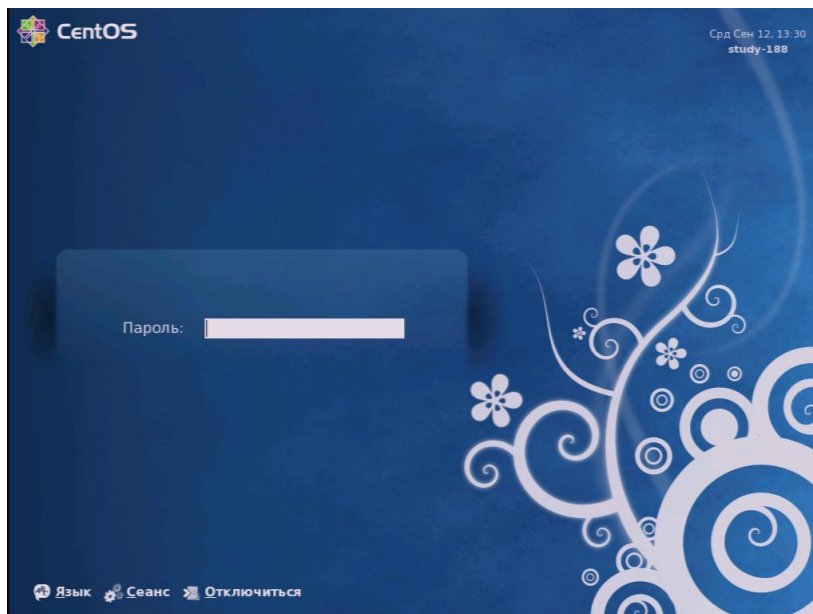 CentOS
Срд Сен 12, 13:30
study-188
Пароль:
Язык Сеанс Отключиться